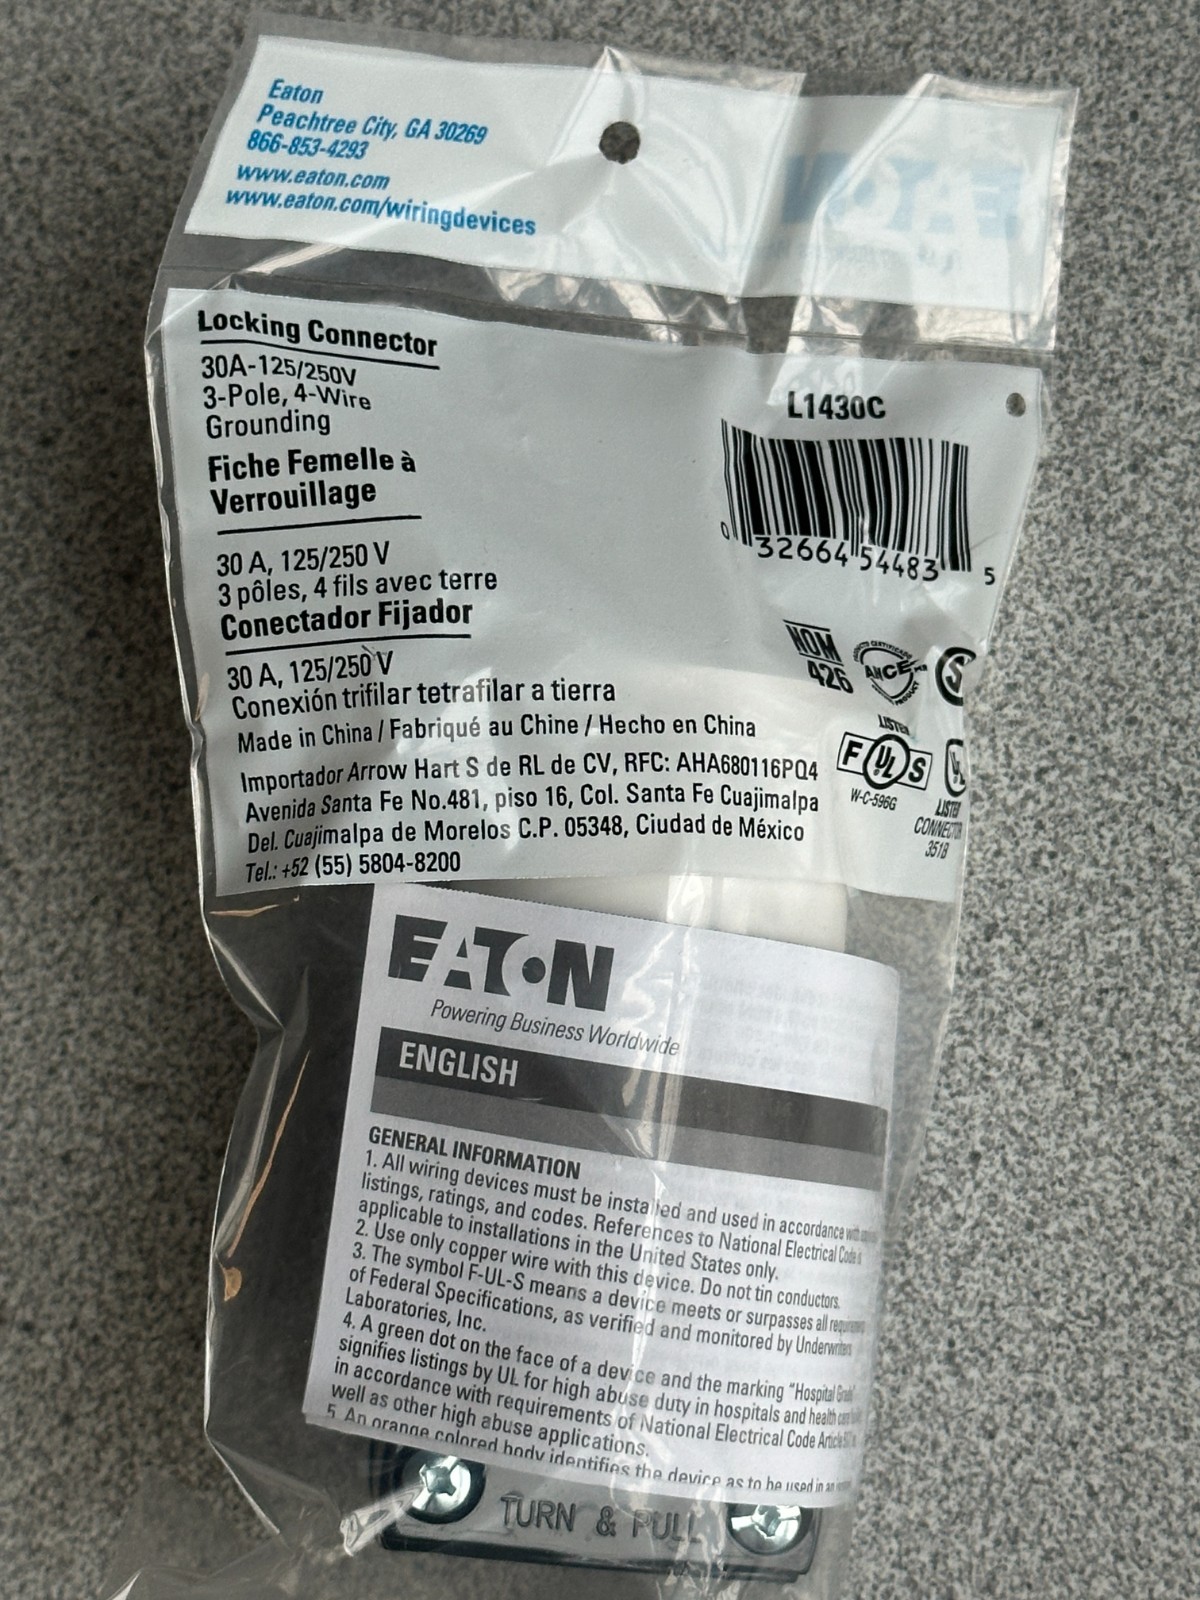 Eaton
Peachtree City, GA 30269
866-853-4293
www.eaton.com
www.eaton.com/wiringdevices
Locking Connector
30A-125/250V
3-Pole, 4-Wire
Grounding
Fiche Femelle à
Verrouillage
30 A, 125/250 V
3 pôles, 4 fils avec terre
Conectador Fijador
30 A, 125/250 V
Conexión trifilar tetrafilar a tierra
Made in China / Fabriqué au Chine / Hecho en China
Importador Arrow Hart S de RL de CV, RFC: AHA680116PQ4
Avenida Santa Fe No.481, piso 16, Col. Santa Fe Cuajimalpa
Del. Cuajimalpa de Morelos C.P. 05348, Ciudad de México
Tel.: +52 (55) 5804-8200
L1430C
0 32664 54483 5
NOM
426
ANCE
LISTED
F UL S
W-C-596G
LISTED
CONNECTOR
351B
EATON
Powering Business Worldwide
ENGLISH
GENERAL INFORMATION
1. All wiring devices must be installed and used in accordance with
listings, ratings, and codes. References to National Electrical Code
applicable to installations in the United States only.
2. Use only copper wire with this device. Do not tin conductors.
3. The symbol F-UL-S means a device meets or surpasses all
of Federal Specifications, as verified and monitored by Underwriters
Laboratories, Inc.
4. A green dot on the face of a device and the marking "Hospital Grade"
signifies listings by UL for high abuse duty in hospitals and health care
in accordance with requirements of National Electrical Code Article
well as other high abuse applications.
5. An orange colored body identifies the device as to be used in an
TURN & PULL